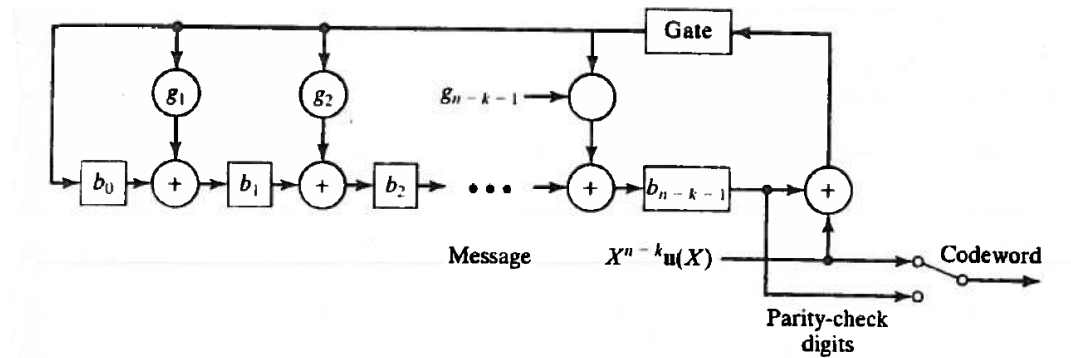 Gate
g₁
g₂
gₙ₋ₖ₋₁
b₀
+
b₁
+
b₂
•••
+
bₙ₋ₖ₋₁
+
Message
Xⁿ⁻ᵏu(X)
Codeword
Parity-check
digits